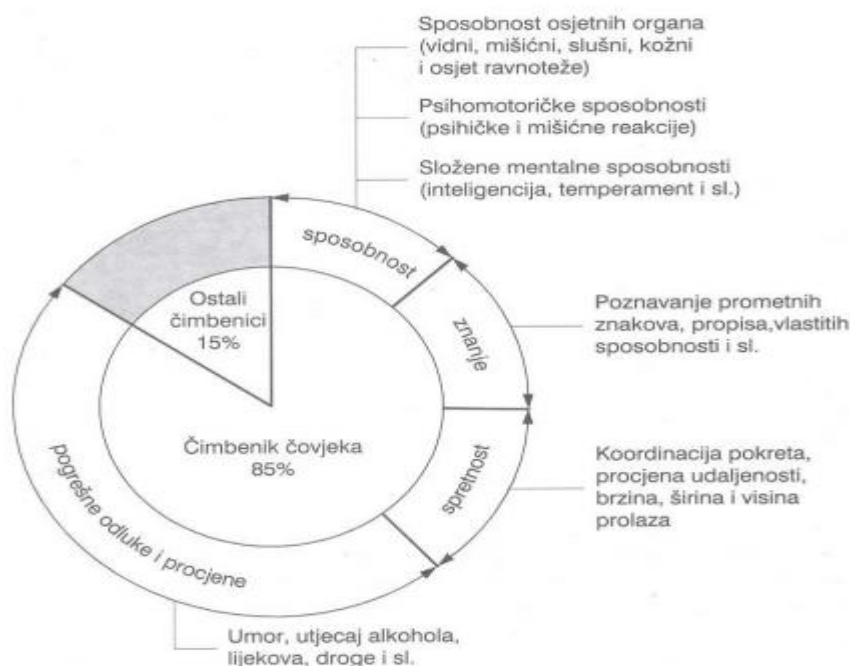 Sposobnost osjetnih organa
(vidni, mišićni, slušni, kožni
i osjet ravnoteže)
Psihomotoričke sposobnosti
(psihičke i mišićne reakcije)
Složene mentalne sposobnosti
(inteligencija, temperament i sl.)
sposobnost
Ostali
čimbenici
15%
znanje
Poznavanje prometnih
znakova, propisa,vlastitih
sposobnosti i sl.
Čimbenik čovjeka
85%
spretnost
Koordinacija pokreta,
procjena udaljenosti,
brzina, širina i visina
prolaza
pogrešne odluke i procjene
Umor, utjecaj alkohola,
lijekova, droge i sl.